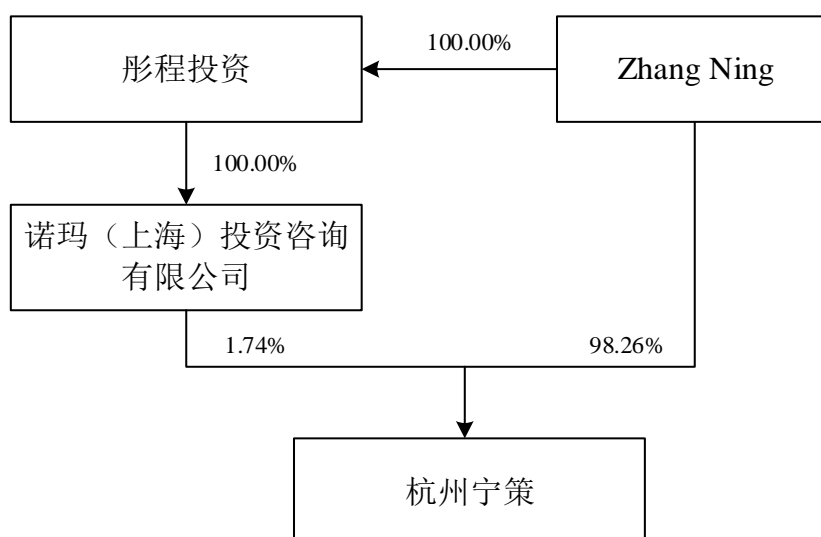 彤程投资
100.00%
Zhang Ning
100.00%
诺玛（上海）投资咨询
有限公司
1.74%
98.26%
杭州宁策